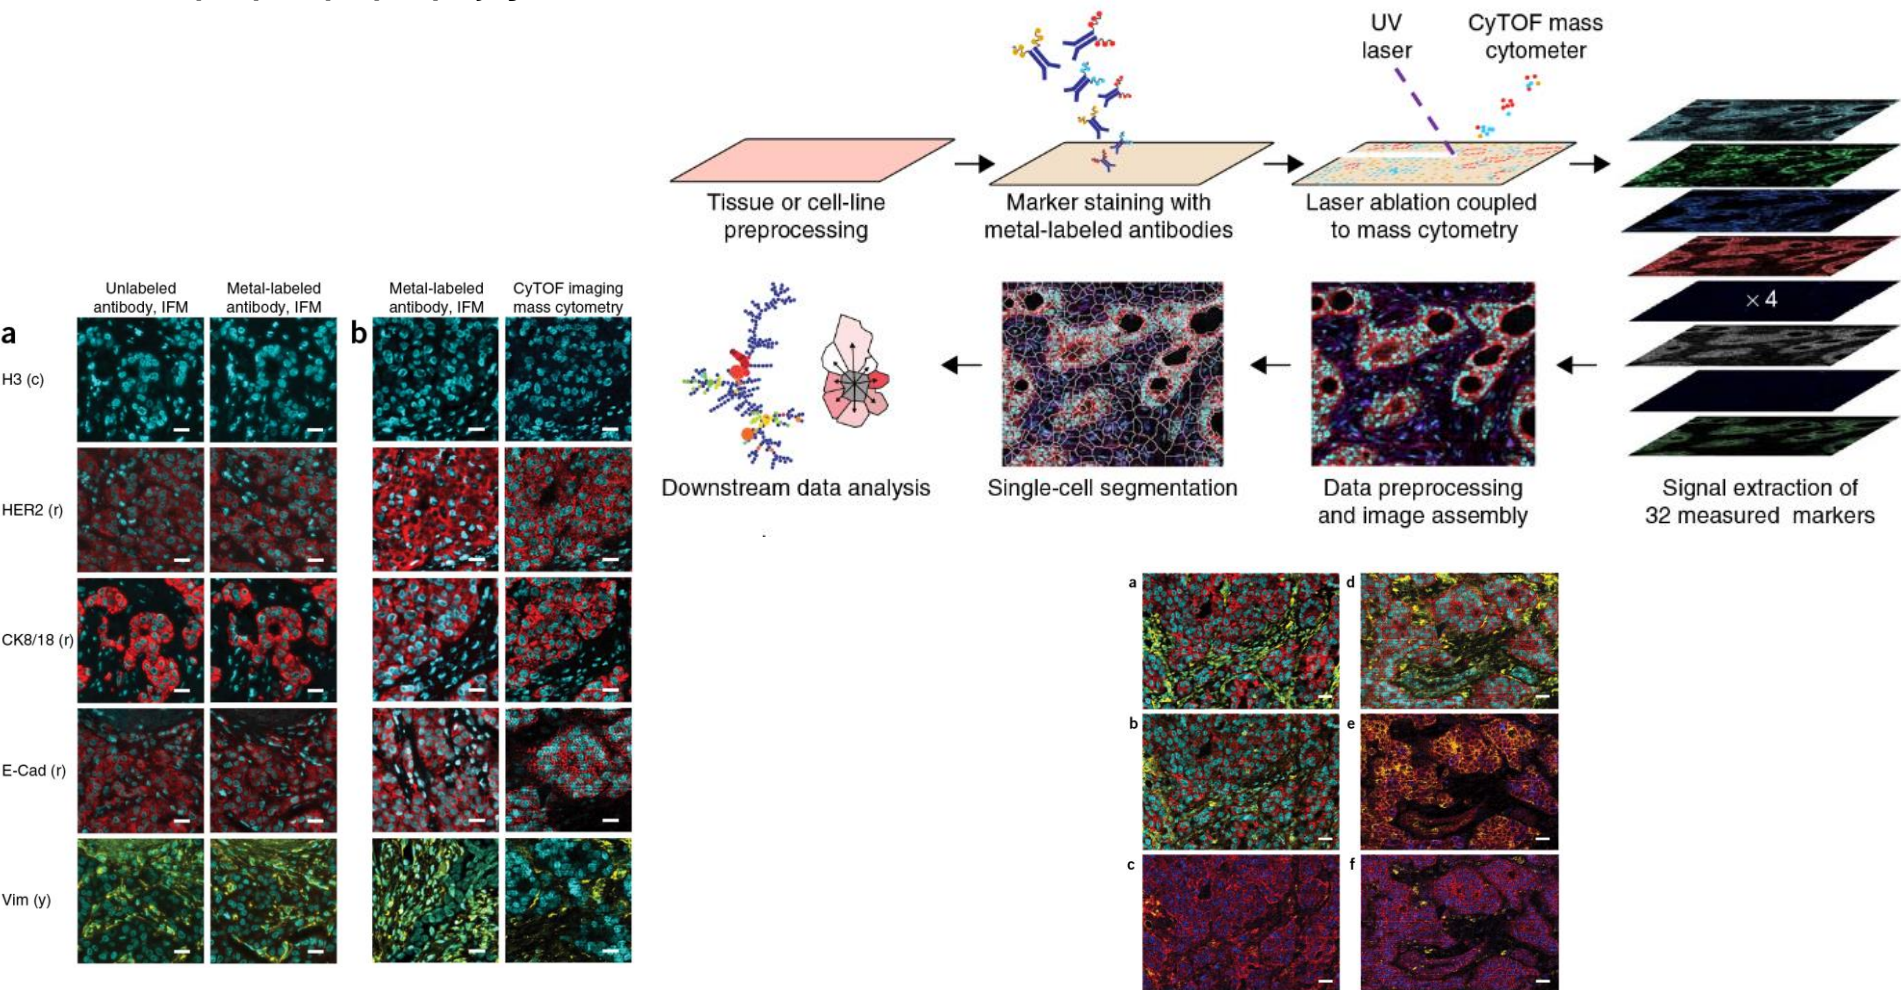 UV
laser
CyTOF mass
cytometer
Tissue or cell-line
preprocessing
Marker staining with
metal-labeled antibodies
Laser ablation coupled
to mass cytometry
× 4
Downstream data analysis
Single-cell segmentation
Data preprocessing
and image assembly
Signal extraction of
32 measured markers
a
Unlabeled
antibody, IFM
Metal-labeled
antibody, IFM
b
Metal-labeled
antibody, IFM
CyTOF imaging
mass cytometry
H3 (c)
HER2 (r)
CK8/18 (r)
E-Cad (r)
Vim (y)
a
d
b
e
c
f